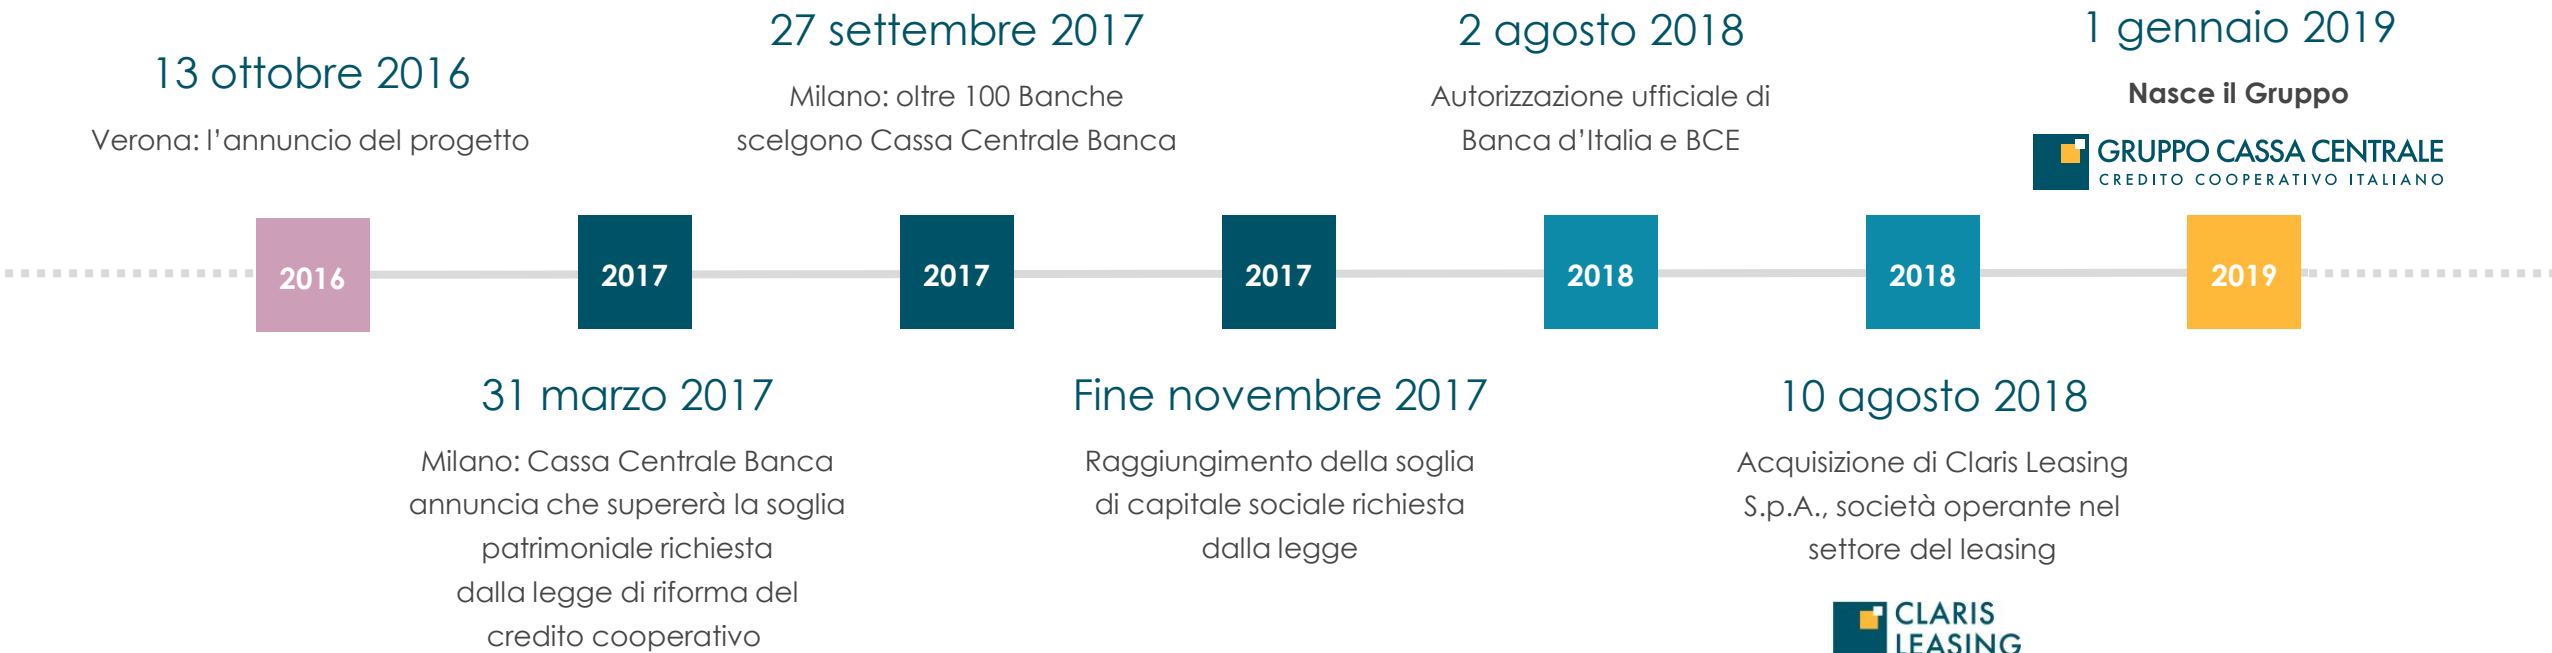 13 ottobre 2016
Verona: l'annuncio del progetto
27 settembre 2017
Milano: oltre 100 Banche
scelgono Cassa Centrale Banca
2 agosto 2018
Autorizzazione ufficiale di
Banca d'Italia e BCE
1 gennaio 2019
Nasce il Gruppo
GRUPPO CASSA CENTRALE
CREDITO COOPERATIVO ITALIANO
2016
2017
2017
2017
2018
2018
2019
31 marzo 2017
Milano: Cassa Centrale Banca
annuncia che supererà la soglia
patrimoniale richiesta
dalla legge di riforma del
credito cooperativo
Fine novembre 2017
Raggiungimento della soglia
di capitale sociale richiesta
dalla legge
10 agosto 2018
Acquisizione di Claris Leasing
S.p.A., società operante nel
settore del leasing
CLARIS
LEASING